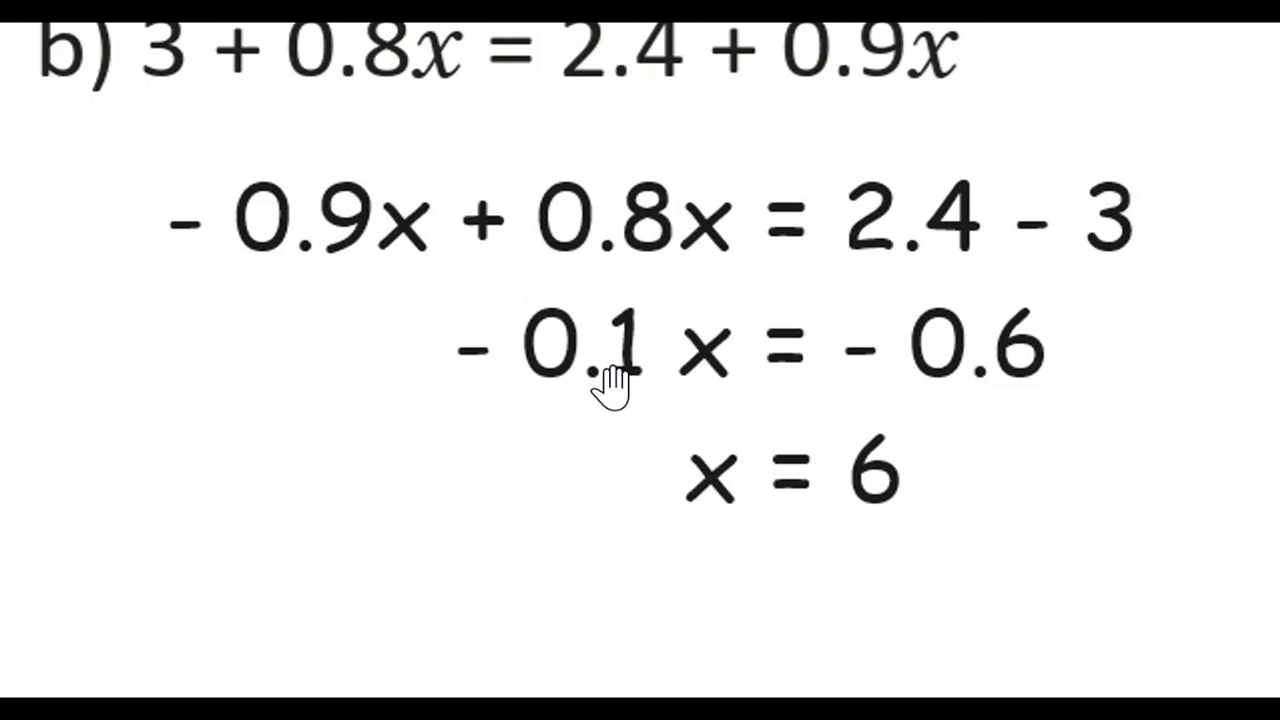 b) 3 + 0.8x = 2.4 + 0.9x
- 0.9x + 0.8x = 2.4 - 3
- 0.1 x = - 0.6
x = 6